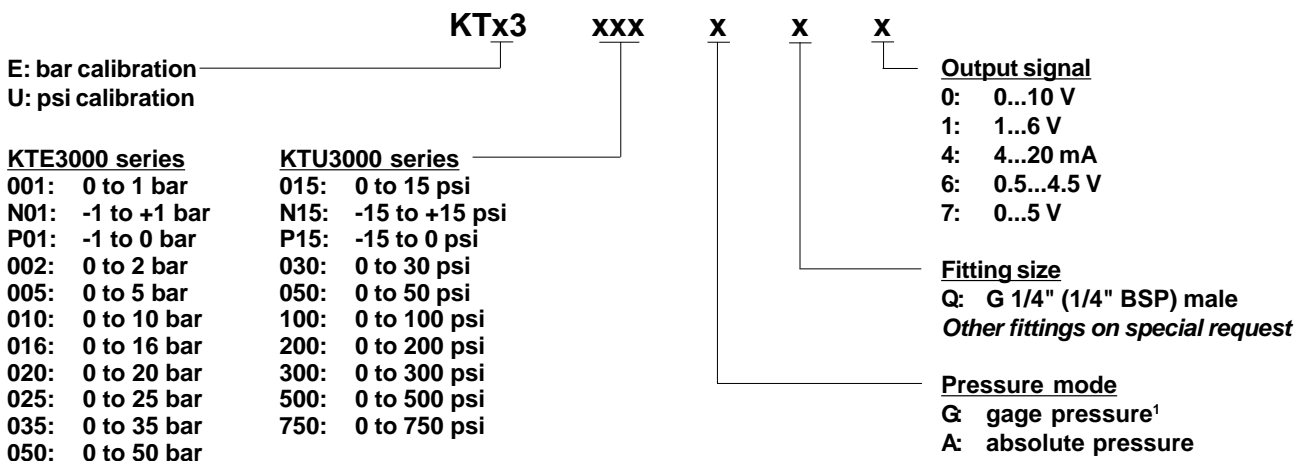 KTx3 xxx x x x
E: bar calibration
U: psi calibration
KTE3000 series
001: 0 to 1 bar
N01: -1 to +1 bar
P01: -1 to 0 bar
002: 0 to 2 bar
005: 0 to 5 bar
010: 0 to 10 bar
016: 0 to 16 bar
020: 0 to 20 bar
025: 0 to 25 bar
035: 0 to 35 bar
050: 0 to 50 bar
KTU3000 series
015: 0 to 15 psi
N15: -15 to +15 psi
P15: -15 to 0 psi
030: 0 to 30 psi
050: 0 to 50 psi
100: 0 to 100 psi
200: 0 to 200 psi
300: 0 to 300 psi
500: 0 to 500 psi
750: 0 to 750 psi
Output signal
0: 0...10 V
1: 1...6 V
4: 4...20 mA
6: 0.5...4.5 V
7: 0...5 V
Fitting size
Q: G 1/4" (1/4" BSP) male
Other fittings on special request
Pressure mode
G: gage pressure¹
A: absolute pressure